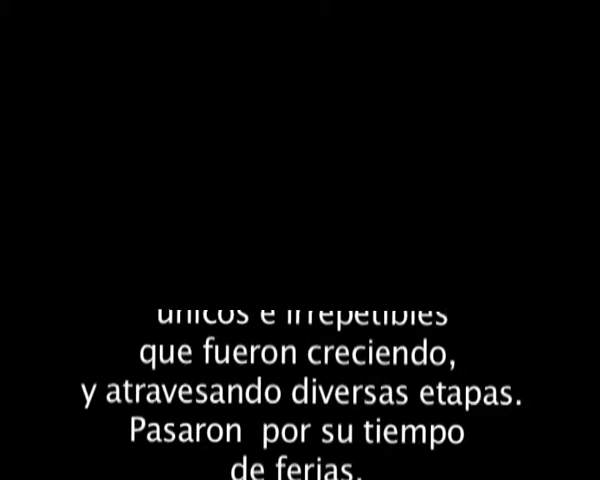 únicos e irrepetibles
que fueron creciendo,
y atravesando diversas etapas.
Pasaron por su tiempo
de ferias.